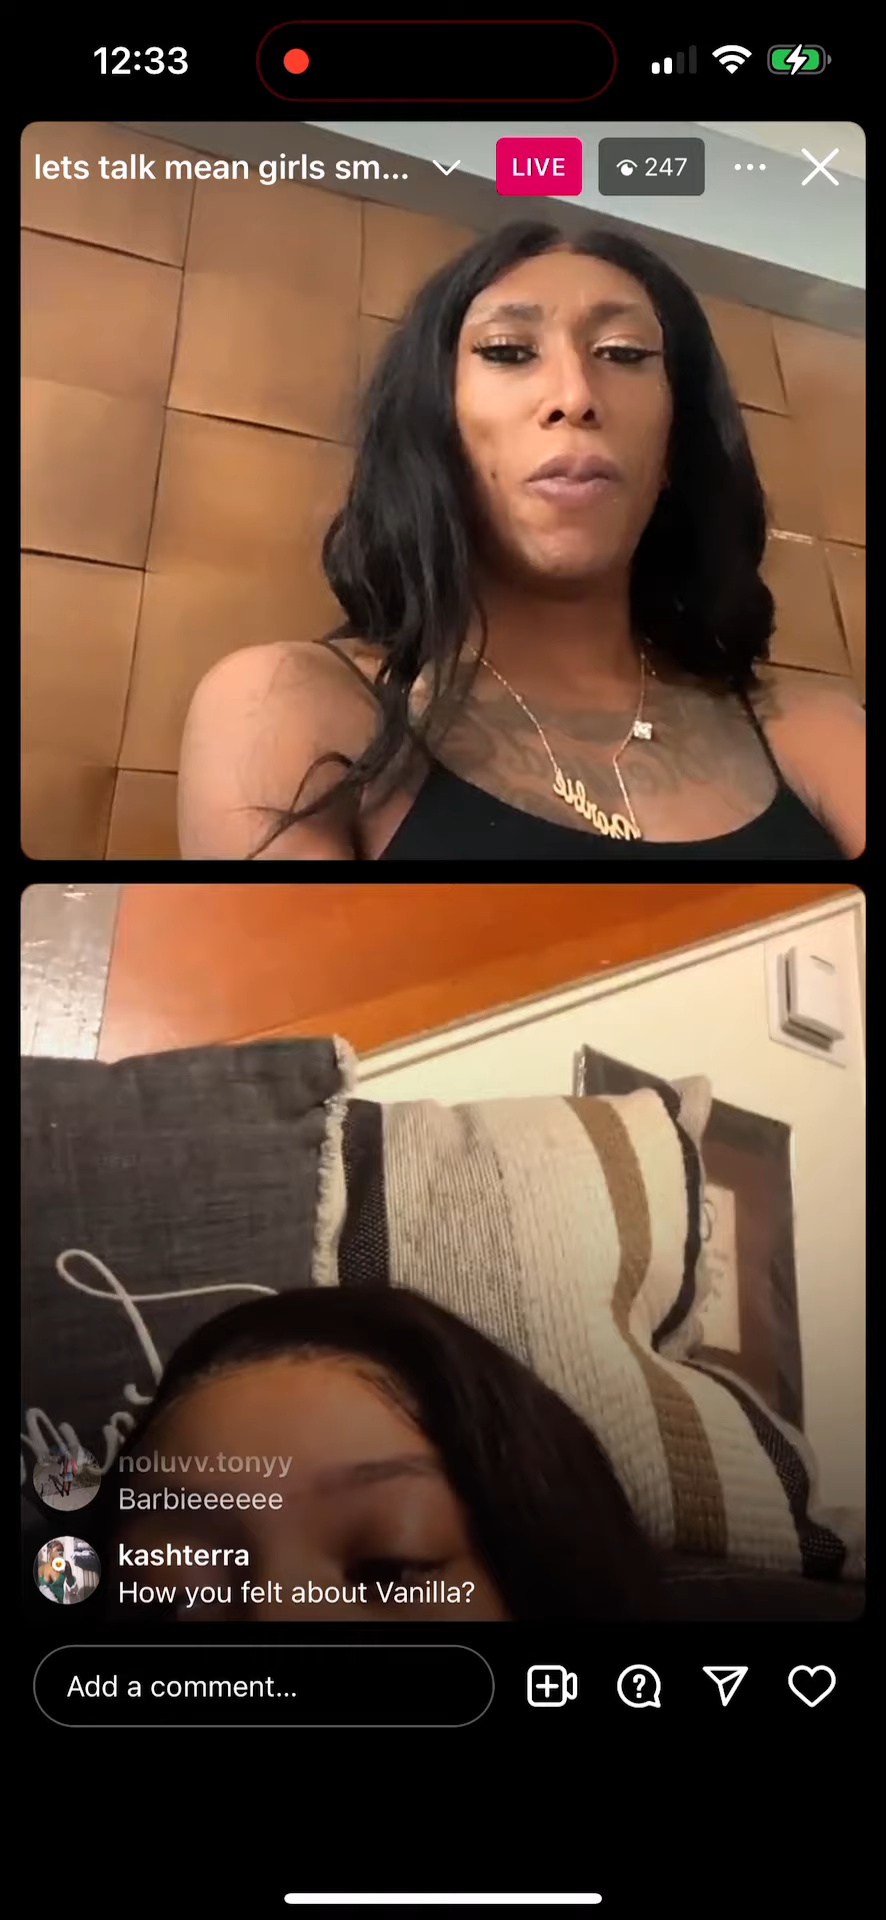 12:33
lets talk mean girls sm...
LIVE
247
Barbie
noluvv.tonyy
Barbieeeeee
kashterra
How you felt about Vanilla?
Add a comment...